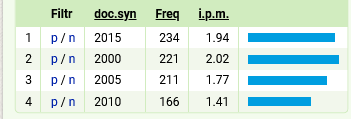 Filtr doc.syn Freq i.p.m.
1 p / n 2015 234 1.94
2 p / n 2000 221 2.02
3 p / n 2005 211 1.77
4 p / n 2010 166 1.41